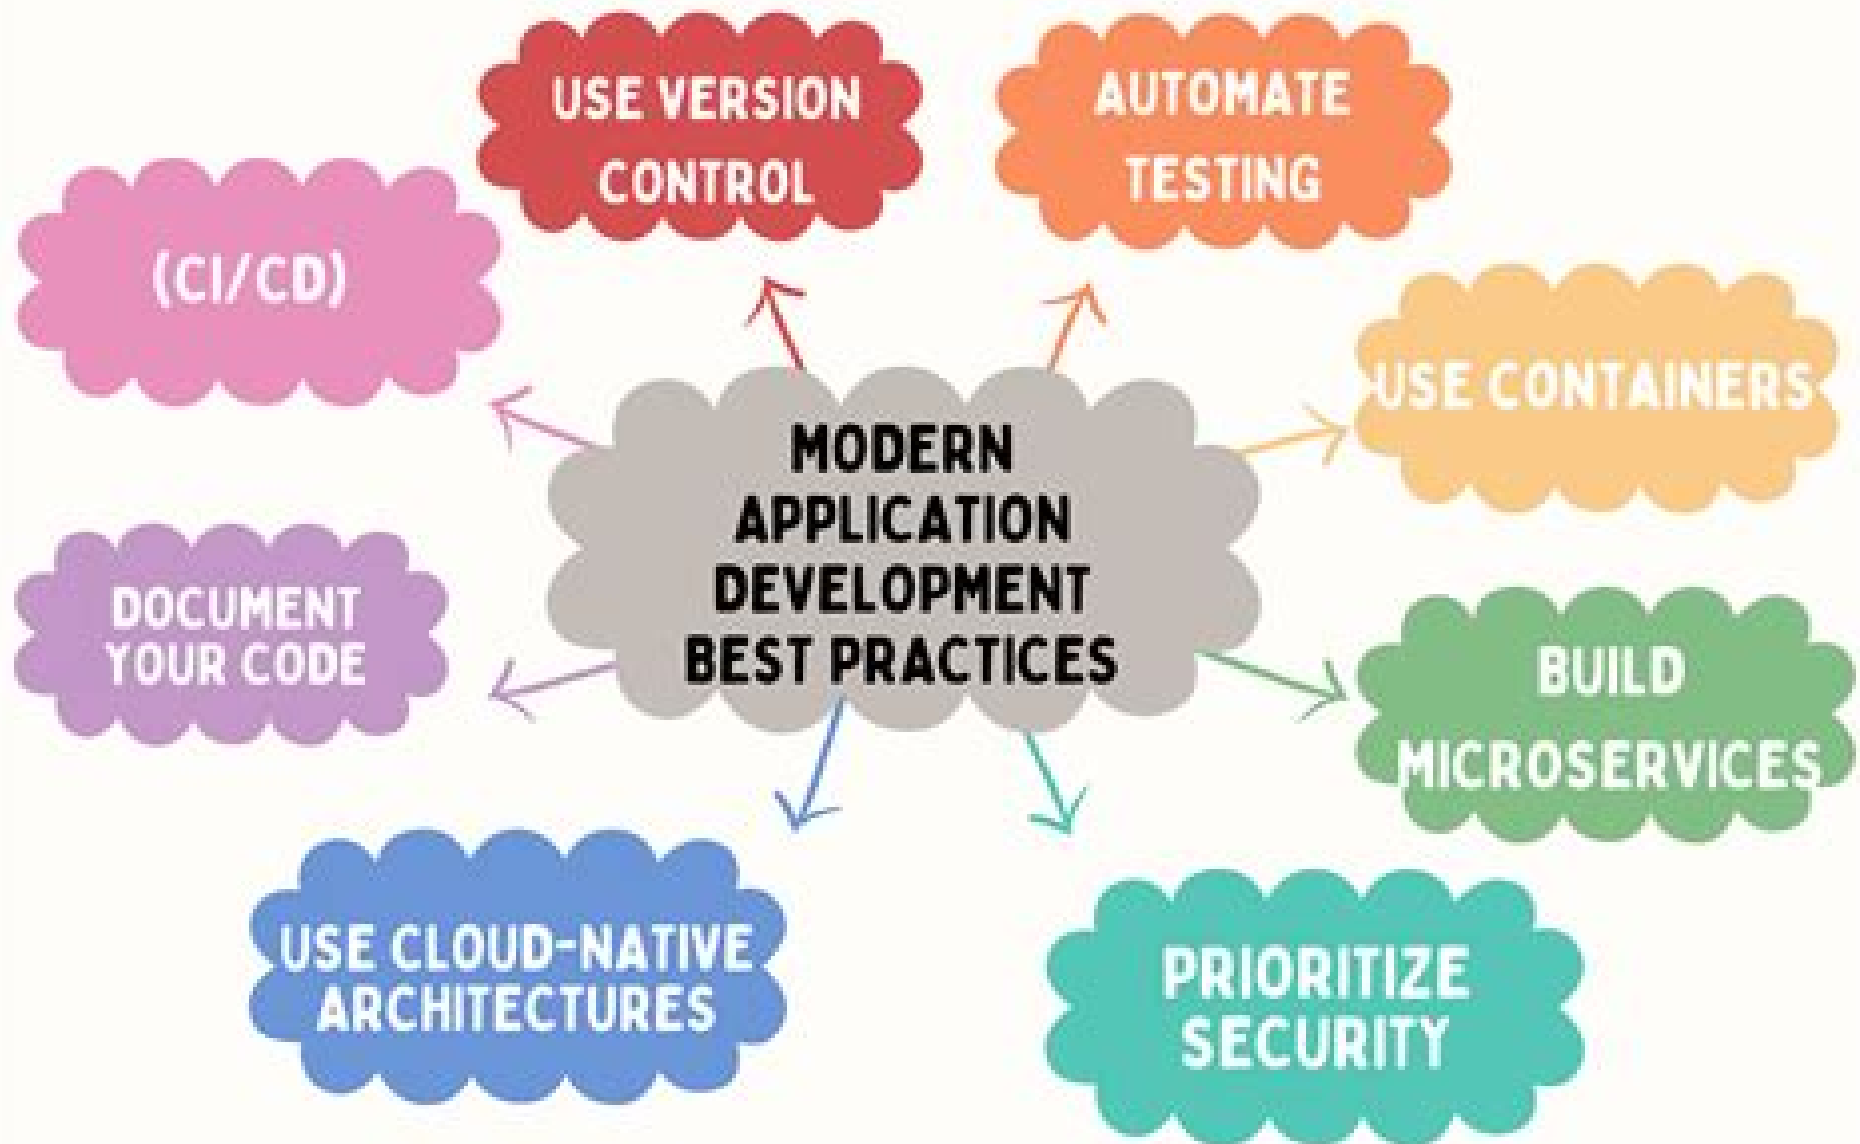 USE VERSION
CONTROL
AUTOMATE
TESTING
(CI/CD)
USE CONTAINERS
MODERN
APPLICATION
DEVELOPMENT
BEST PRACTICES
DOCUMENT
YOUR CODE
BUILD
MICROSERVICES
USE CLOUD-NATIVE
ARCHITECTURES
PRIORITIZE
SECURITY